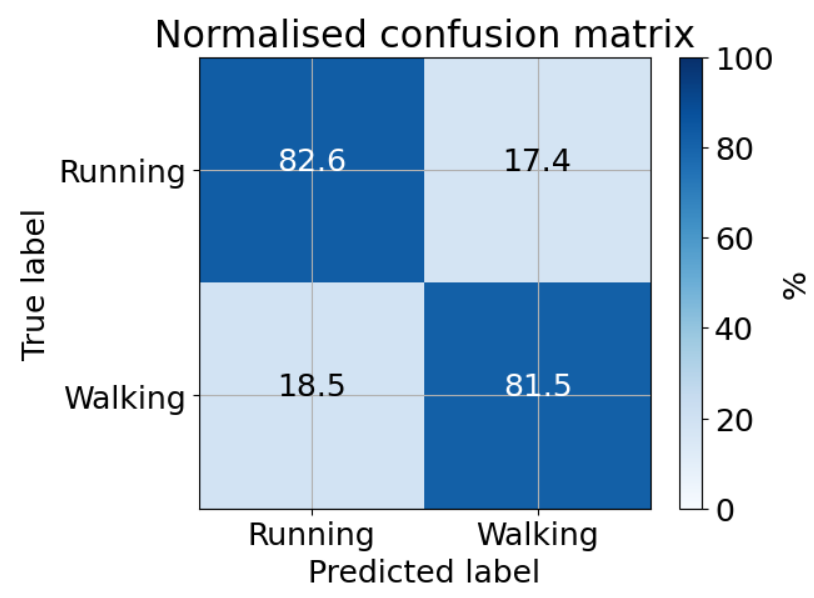 Normalised confusion matrix
True label
Running
82.6
17.4
Walking
18.5
81.5
Running
Walking
Predicted label
100
80
60
40
20
0
%